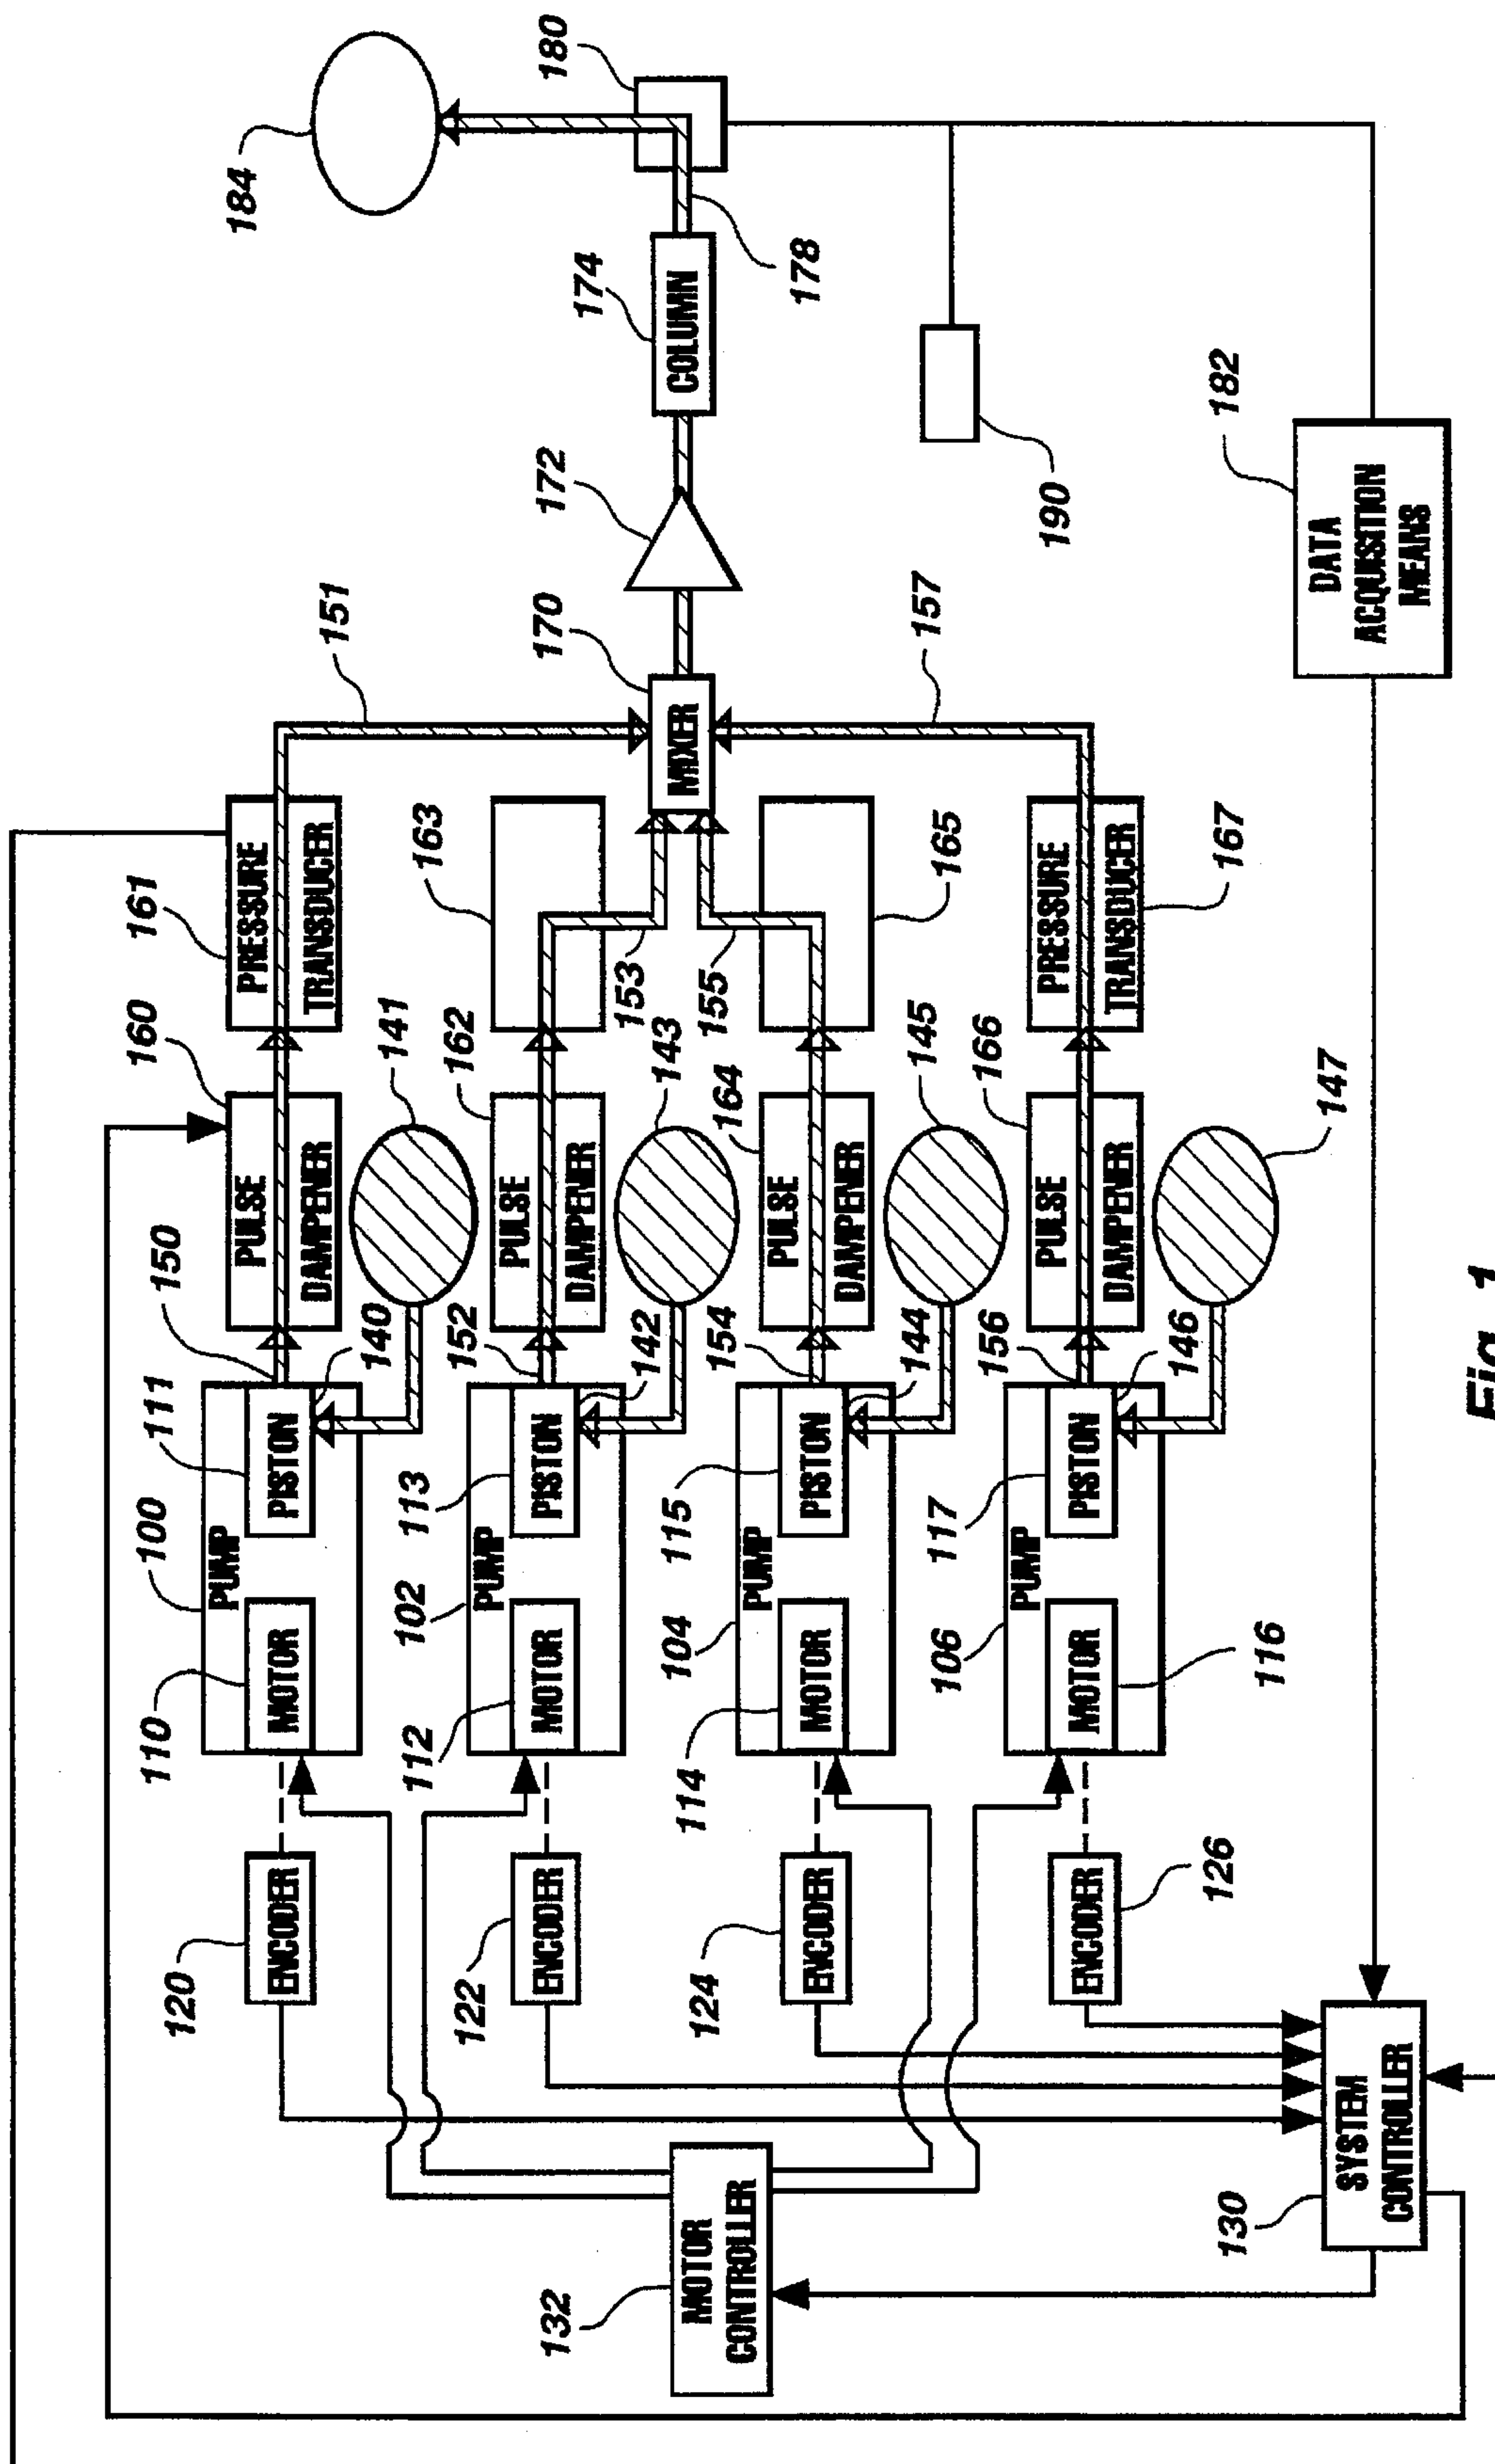 184
180
174
COLUMN
178
172
190
182
DATA
ACQUISITION
MEANS
151
170
MIXER
157
161
PRESSURE
TRANSDUCER
163
153
155
165
PRESSURE
TRANSDUCER
167
160
PULSE
DAMPENER
141
162
PULSE
DAMPENER
143
164
PULSE
DAMPENER
145
166
PULSE
DAMPENER
147
150
140
152
142
154
144
156
146
100
PUMP
111
PISTON
110
MOTOR
102
PUMP
113
PISTON
112
MOTOR
104
PUMP
115
PISTON
114
MOTOR
106
PUMP
117
PISTON
116
MOTOR
120
ENCODER
122
ENCODER
124
ENCODER
126
ENCODER
132
MOTOR
CONTROLLER
130
SYSTEM
CONTROLLER
Fig. 1